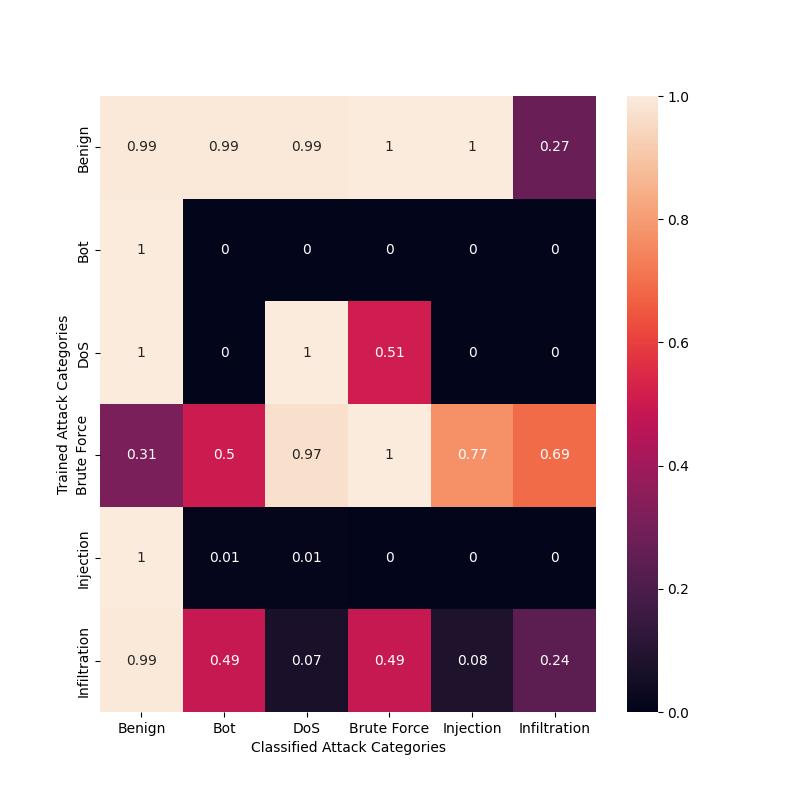 Trained Attack Categories
Benign 0.99 0.99 0.99 1 1 0.27
Bot 1 0 0 0 0 0
DoS 1 0 1 0.51 0 0
Brute Force 0.31 0.5 0.97 1 0.77 0.69
Injection 1 0.01 0.01 0 0 0
Infiltration 0.99 0.49 0.07 0.49 0.08 0.24
Benign Bot DoS Brute Force Injection Infiltration
Classified Attack Categories
1.0
0.8
0.6
0.4
0.2
0.0